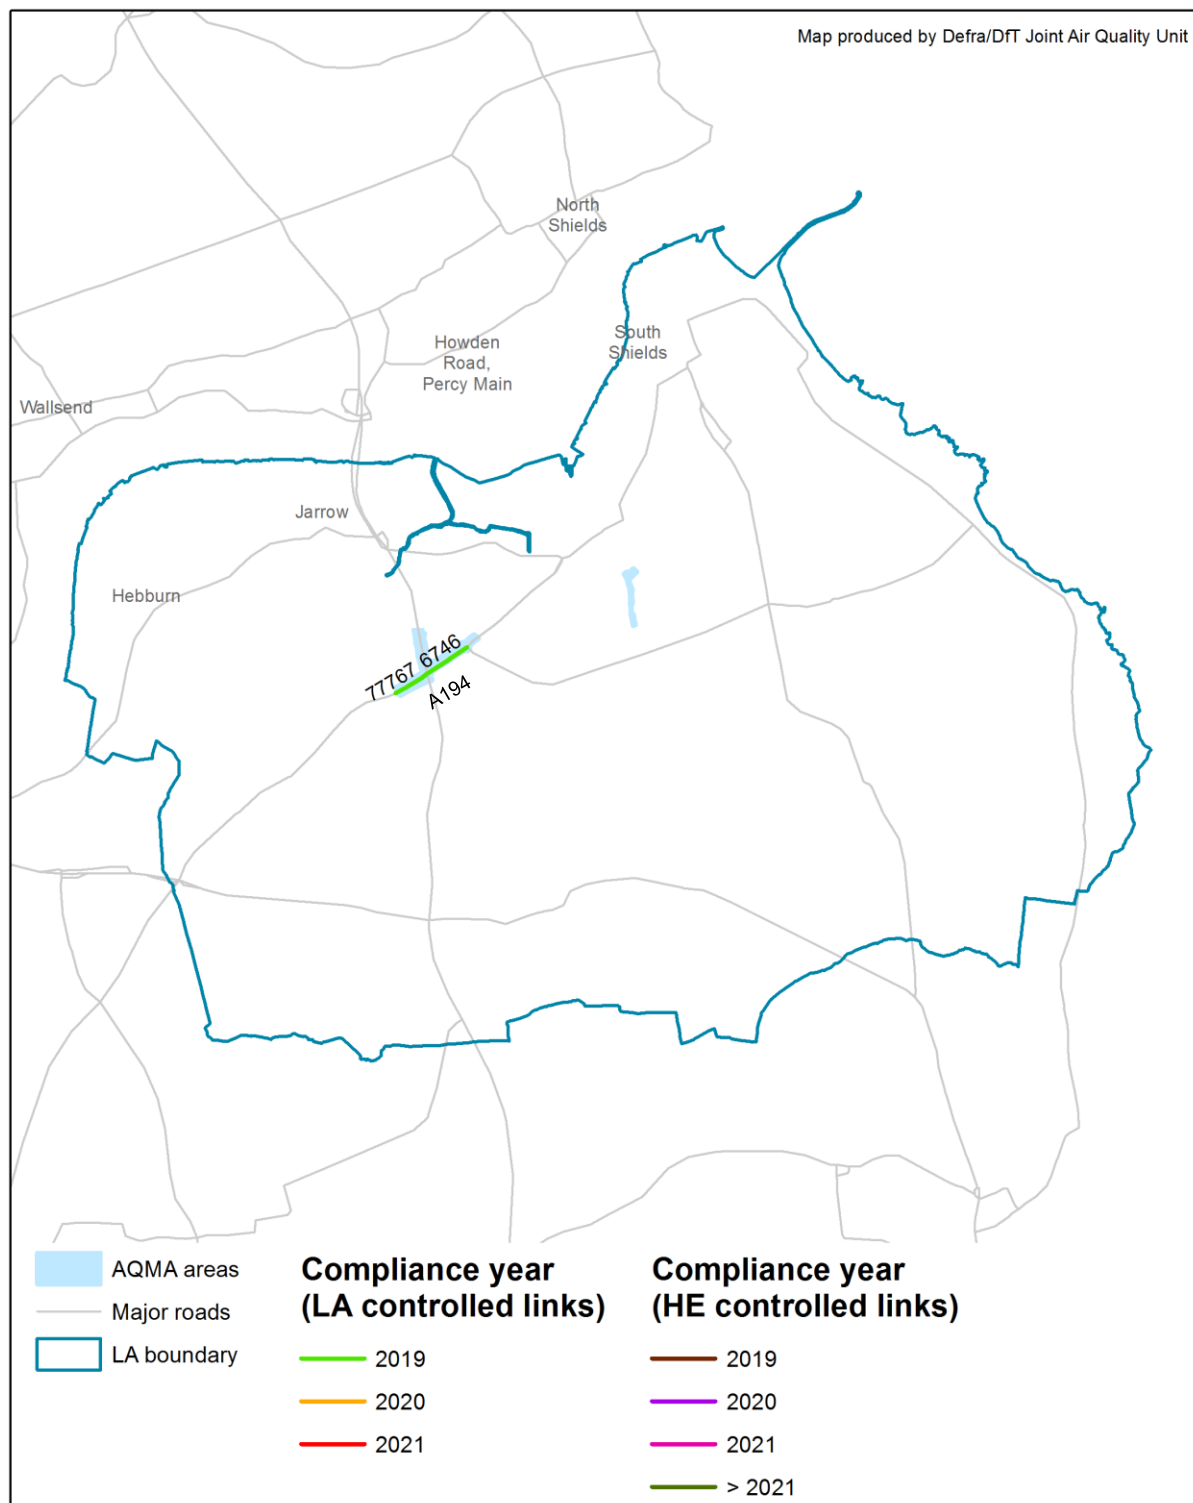 Map produced by Defra/DfT Joint Air Quality Unit
North
Shields
South
Shields
Howden
Road,
Percy Main
Wallsend
Jarrow
Hebburn
77767 6746
A194
AQMA areas
Major roads
LA boundary
Compliance year
(LA controlled links)
2019
2020
2021
Compliance year
(HE controlled links)
2019
2020
2021
> 2021